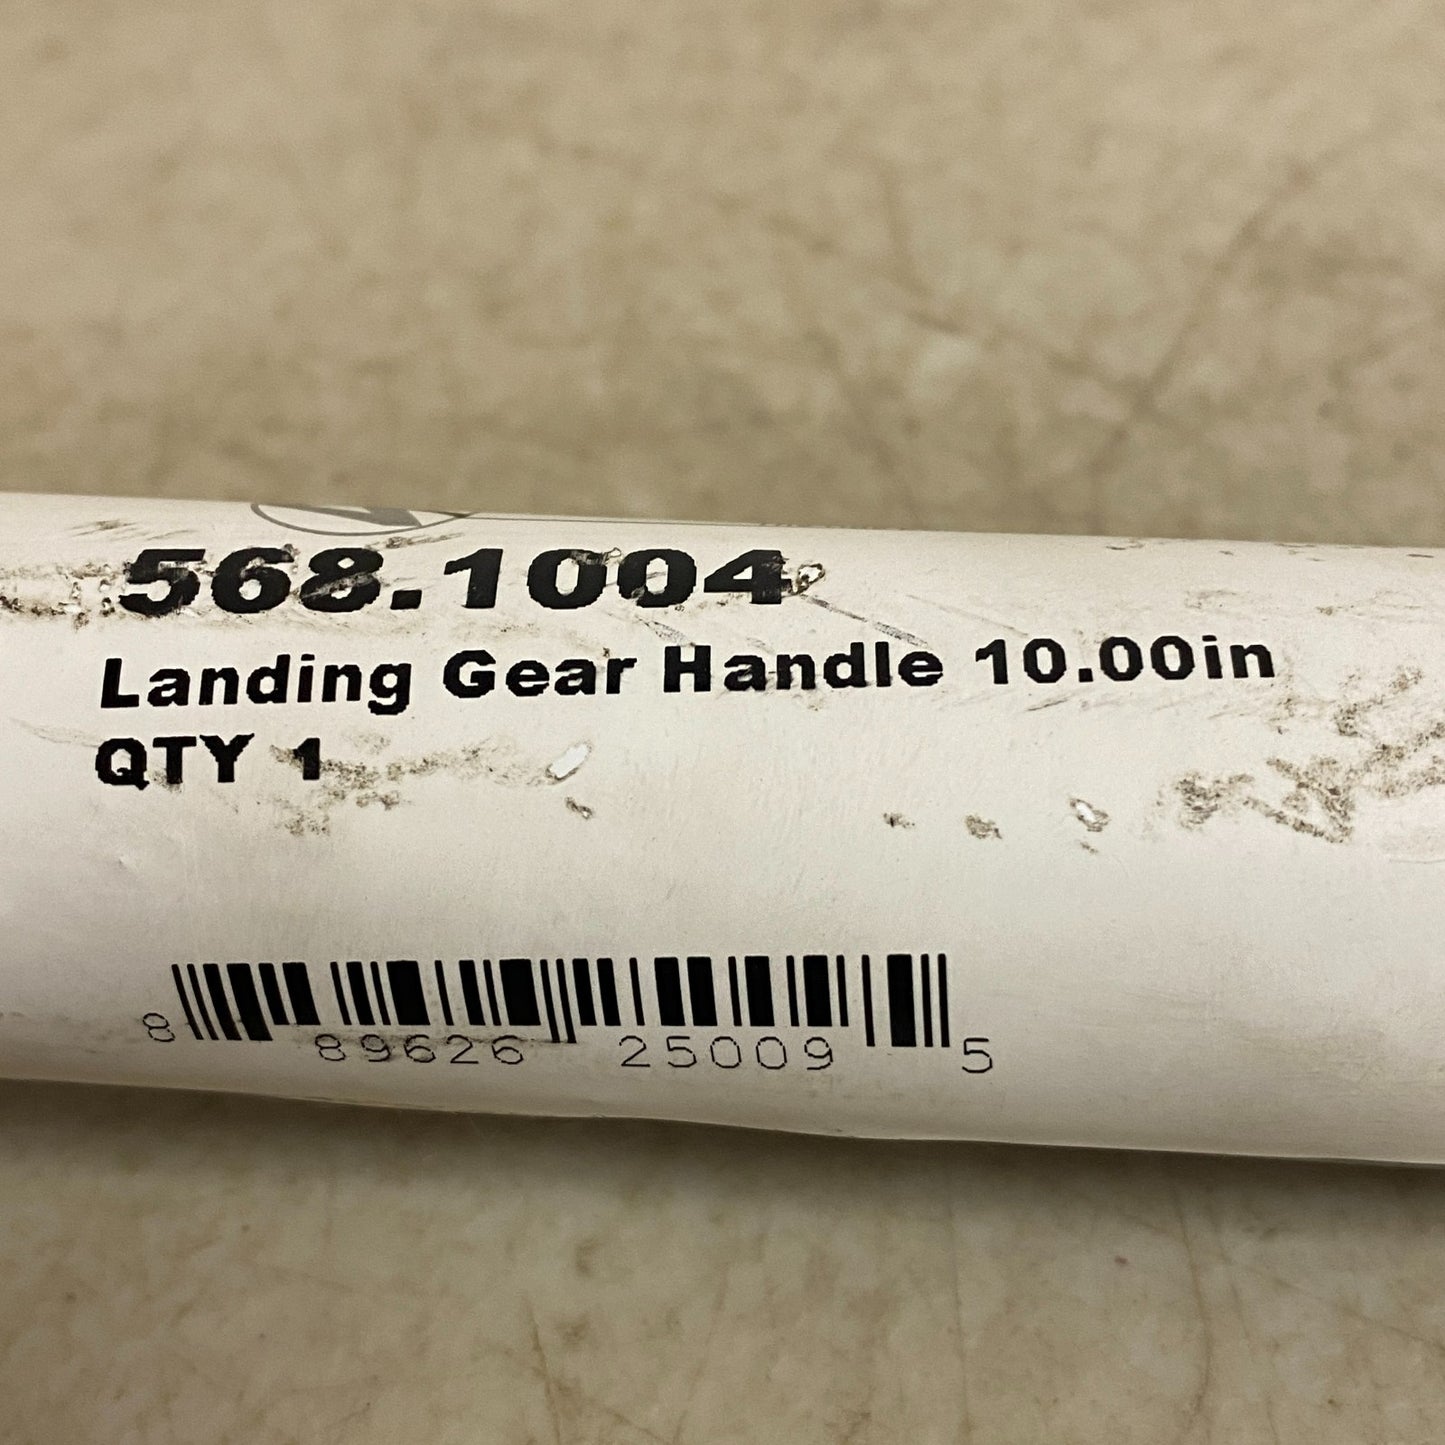 568.1004
Landing Gear Handle 10.00in
QTY 1
8 89626 25009 5